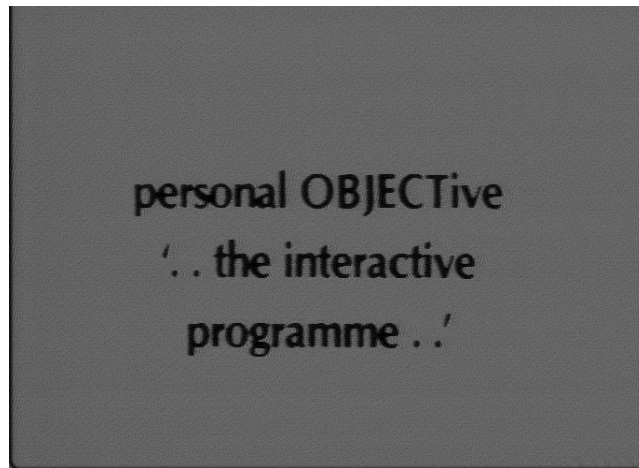 personal OBJECTive
'. . the interactive
programme . .'